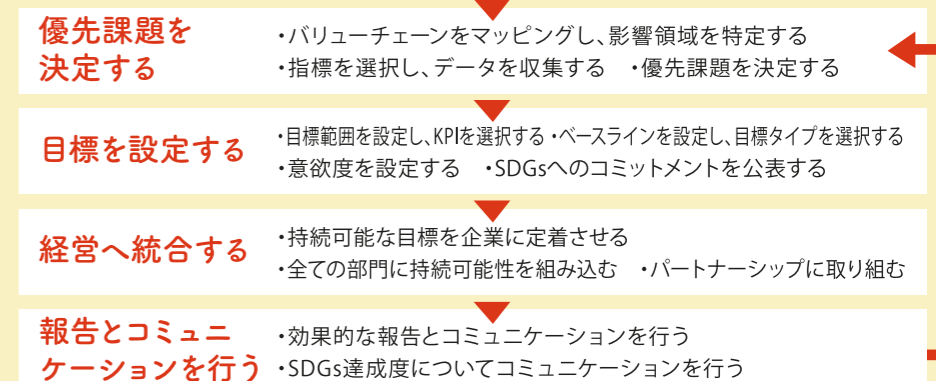 優先課題を
決定する
・バリューチェーンをマッピングし、影響領域を特定する
・指標を選択し、データを収集する　・優先課題を決定する
目標を設定する
・目標範囲を設定し、KPIを選択する ・ベースラインを設定し、目標タイプを選択する
・意欲度を設定する　・SDGsへのコミットメントを公表する
経営へ統合する
・持続可能な目標を企業に定着させる
・全ての部門に持続可能性を組み込む　・パートナーシップに取り組む
報告とコミュニ
ケーションを行う
・効果的な報告とコミュニケーションを行う
・SDGs達成度についてコミュニケーションを行う